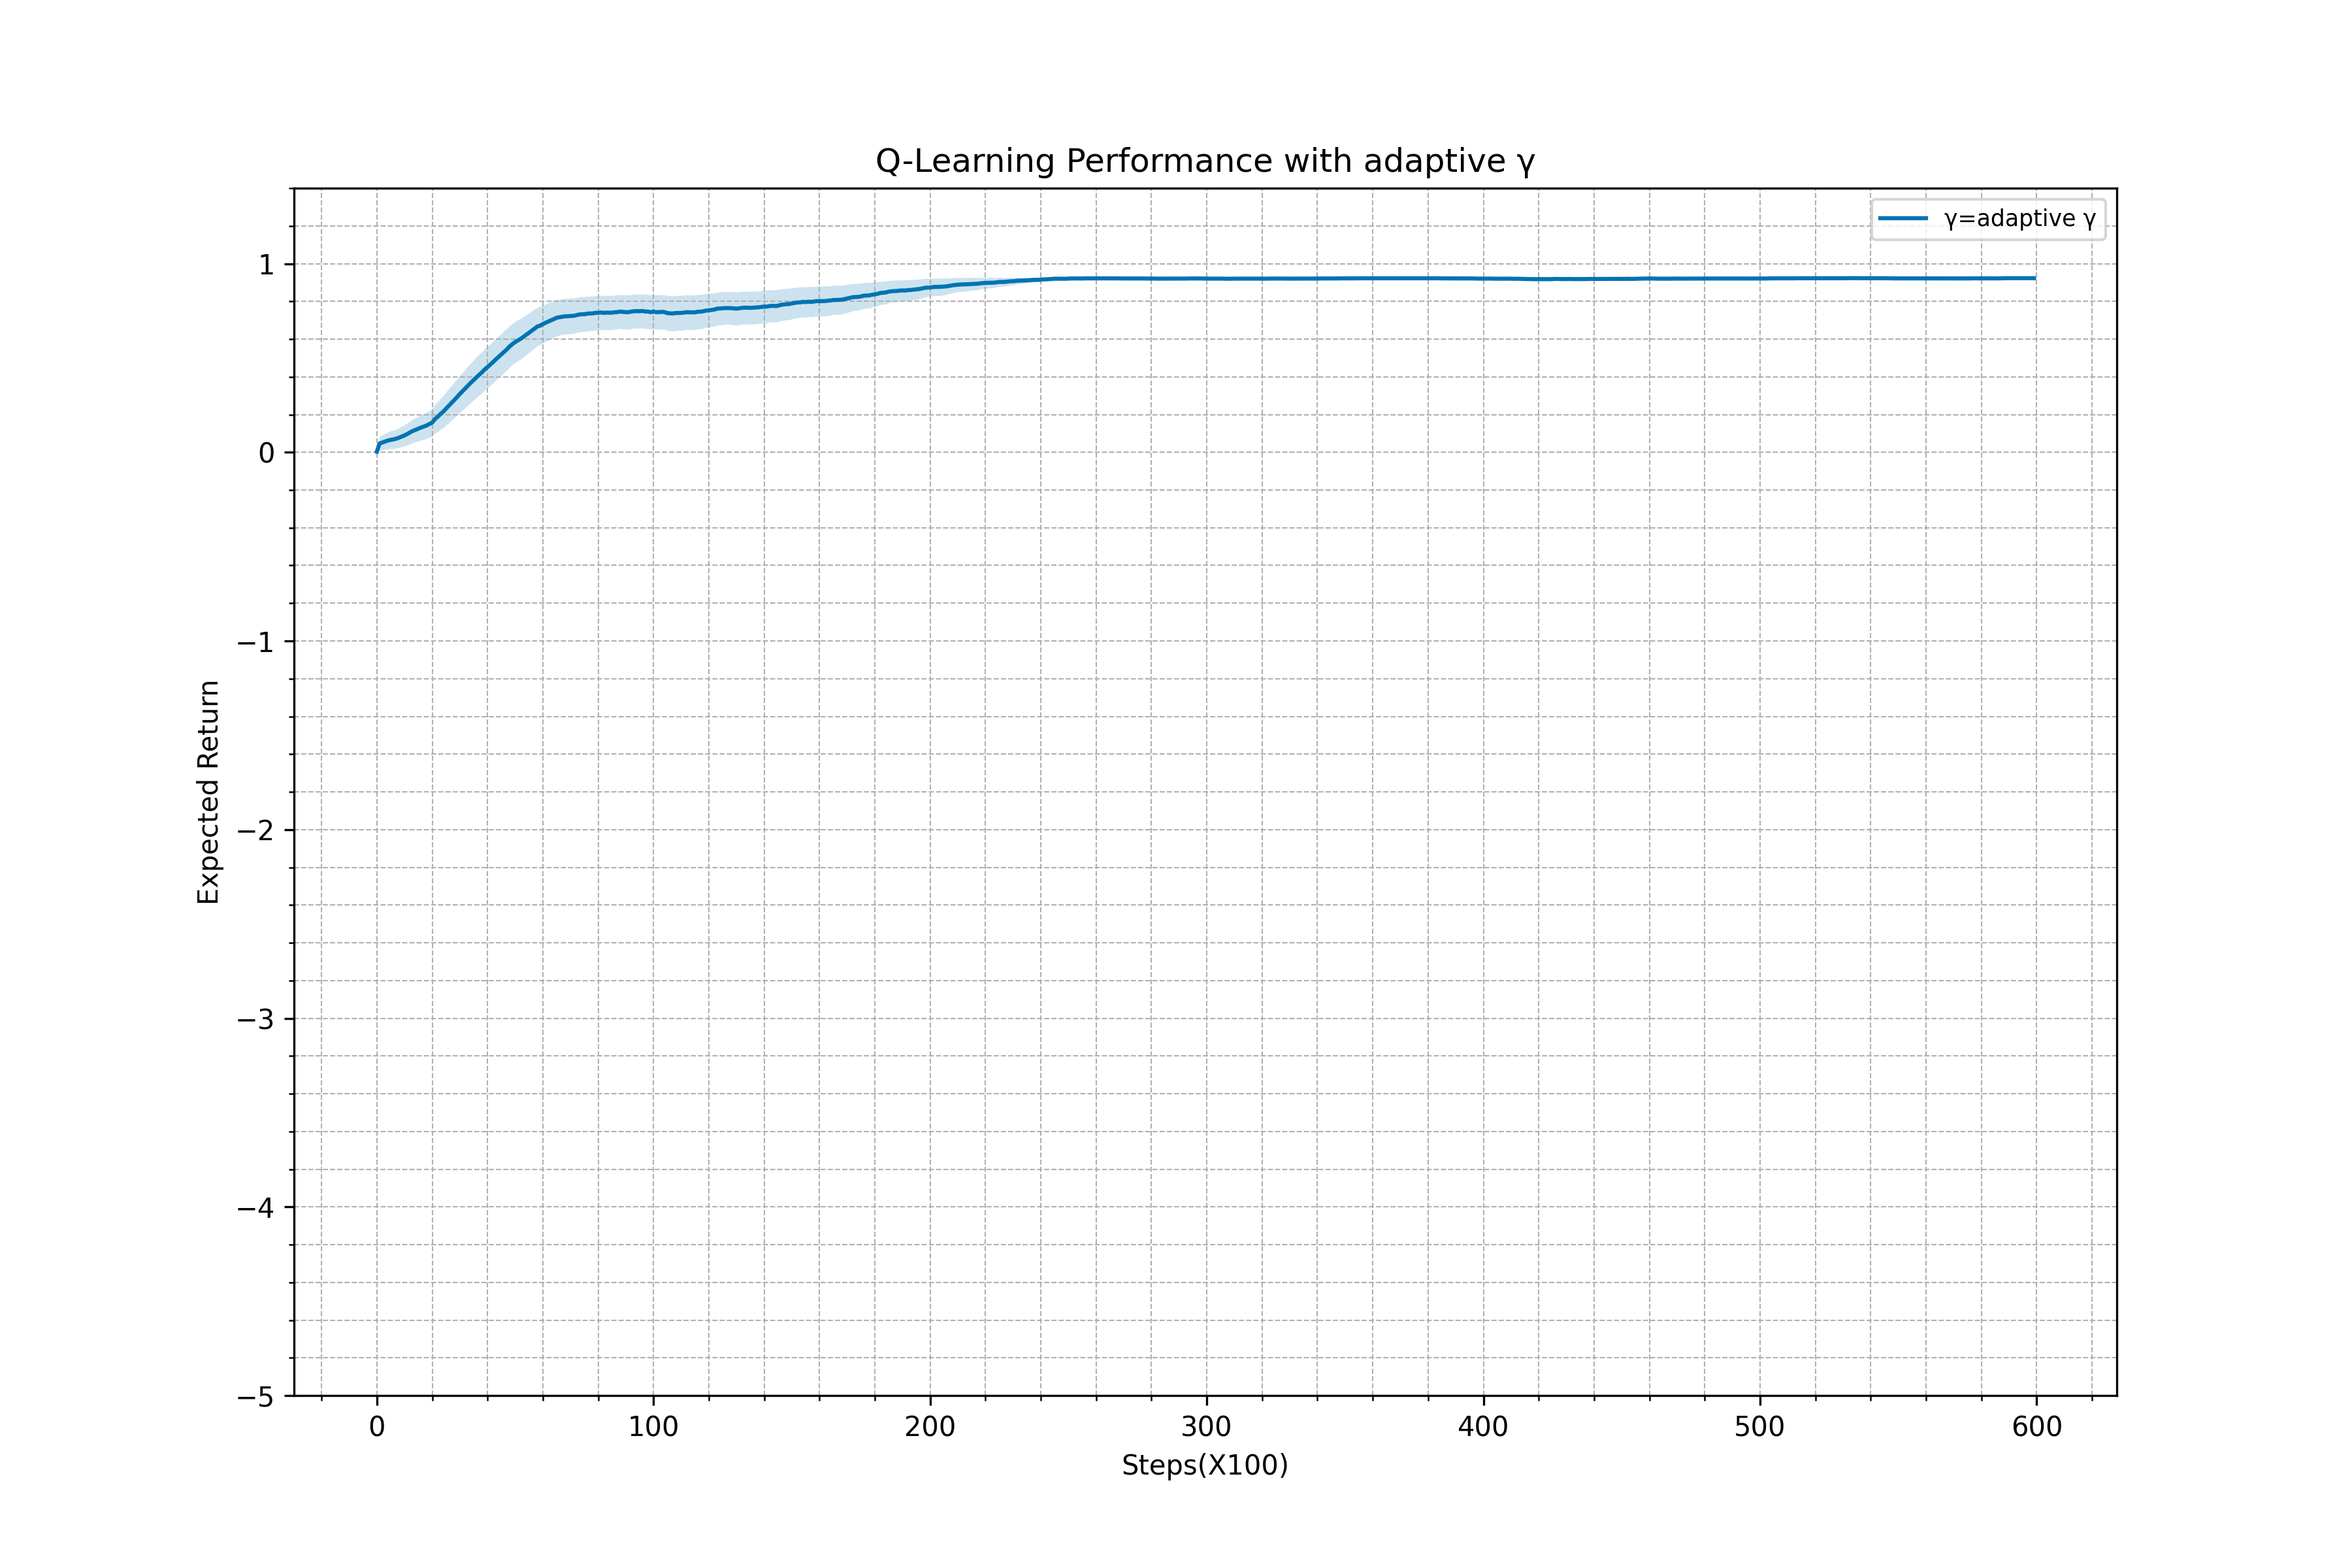 Q-Learning Performance with adaptive γ
γ=adaptive γ
1
0
−1
−2
−3
−4
−5
Expected Return
0 100 200 300 400 500 600
Steps(X100)